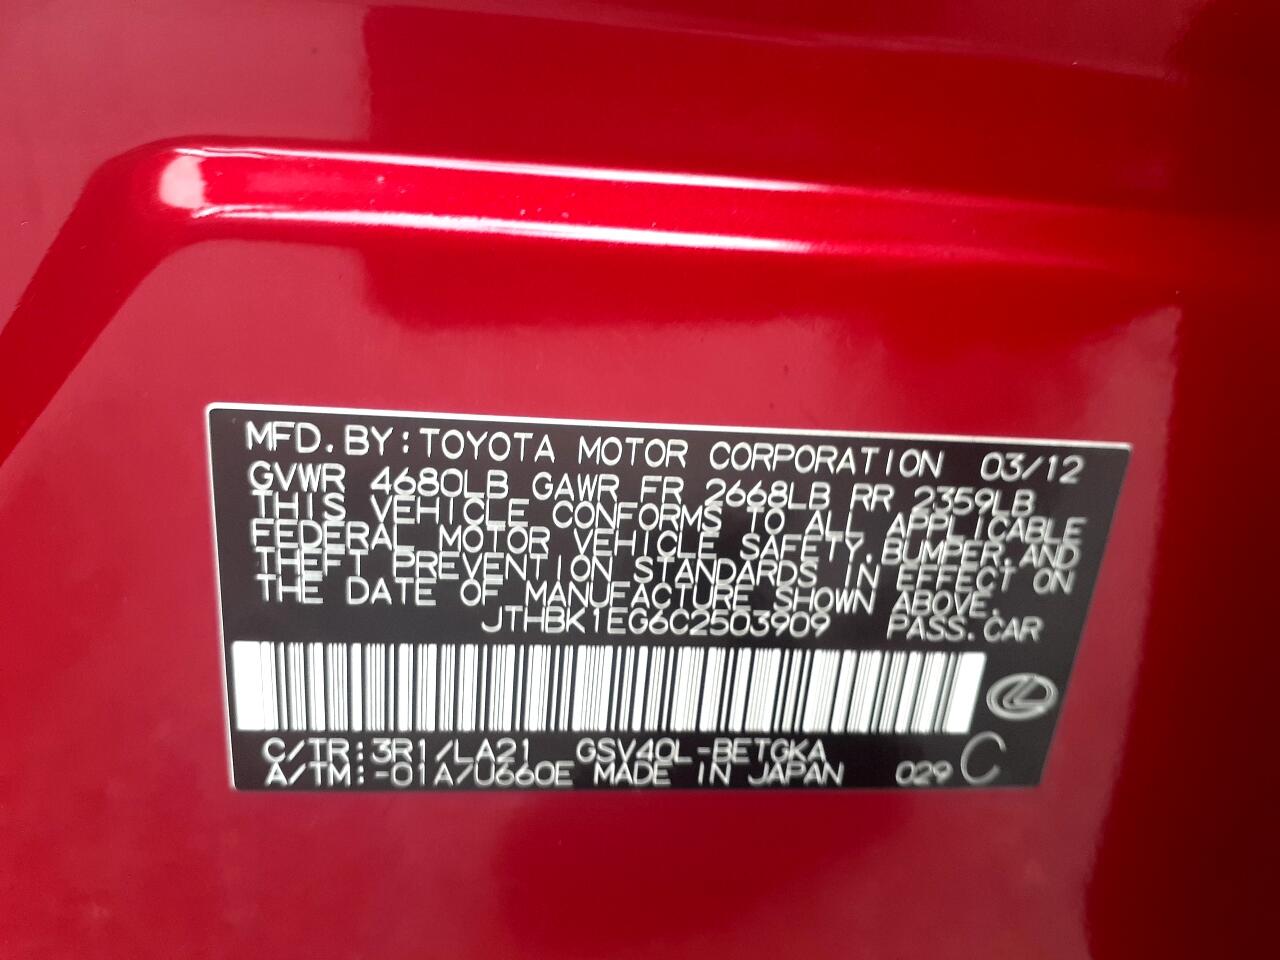 MFD. BY: TOYOTA MOTOR CORPORATION 03/12
GVWR 4680LB GAWR FR 2668LB RR 2359LB
THIS VEHICLE CONFORMS TO ALL APPLICABLE
FEDERAL MOTOR VEHICLE SAFETY, BUMPER, AND
THEFT PREVENTION STANDARDS IN EFFECT ON
THE DATE OF MANUFACTURE SHOWN ABOVE.
JTHBK1EG6C2503909 PASS. CAR
C/TR: 3R1/LA21 GSV40L-BETGKA
A/TM: -01A/U660E MADE IN JAPAN 029 C